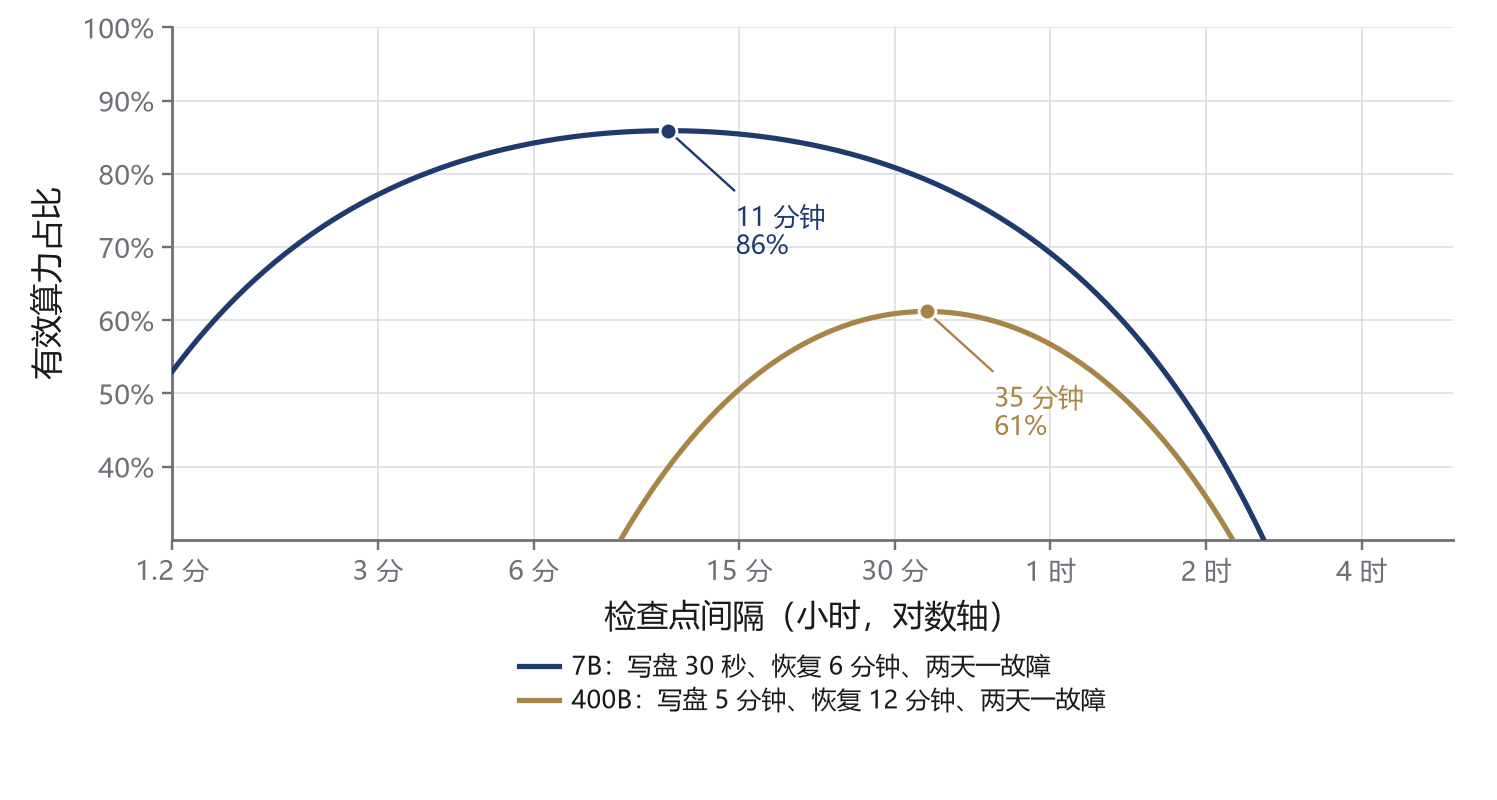 100%
90%
80%
70%
60%
50%
40%
有效算力占比
11 分钟
86%
35 分钟
61%
1.2 分
3 分
6 分
15 分
30 分
1 时
2 时
4 时
检查点间隔（小时，对数轴）
7B：写盘 30 秒、恢复 6 分钟、两天一故障
400B：写盘 5 分钟、恢复 12 分钟、两天一故障